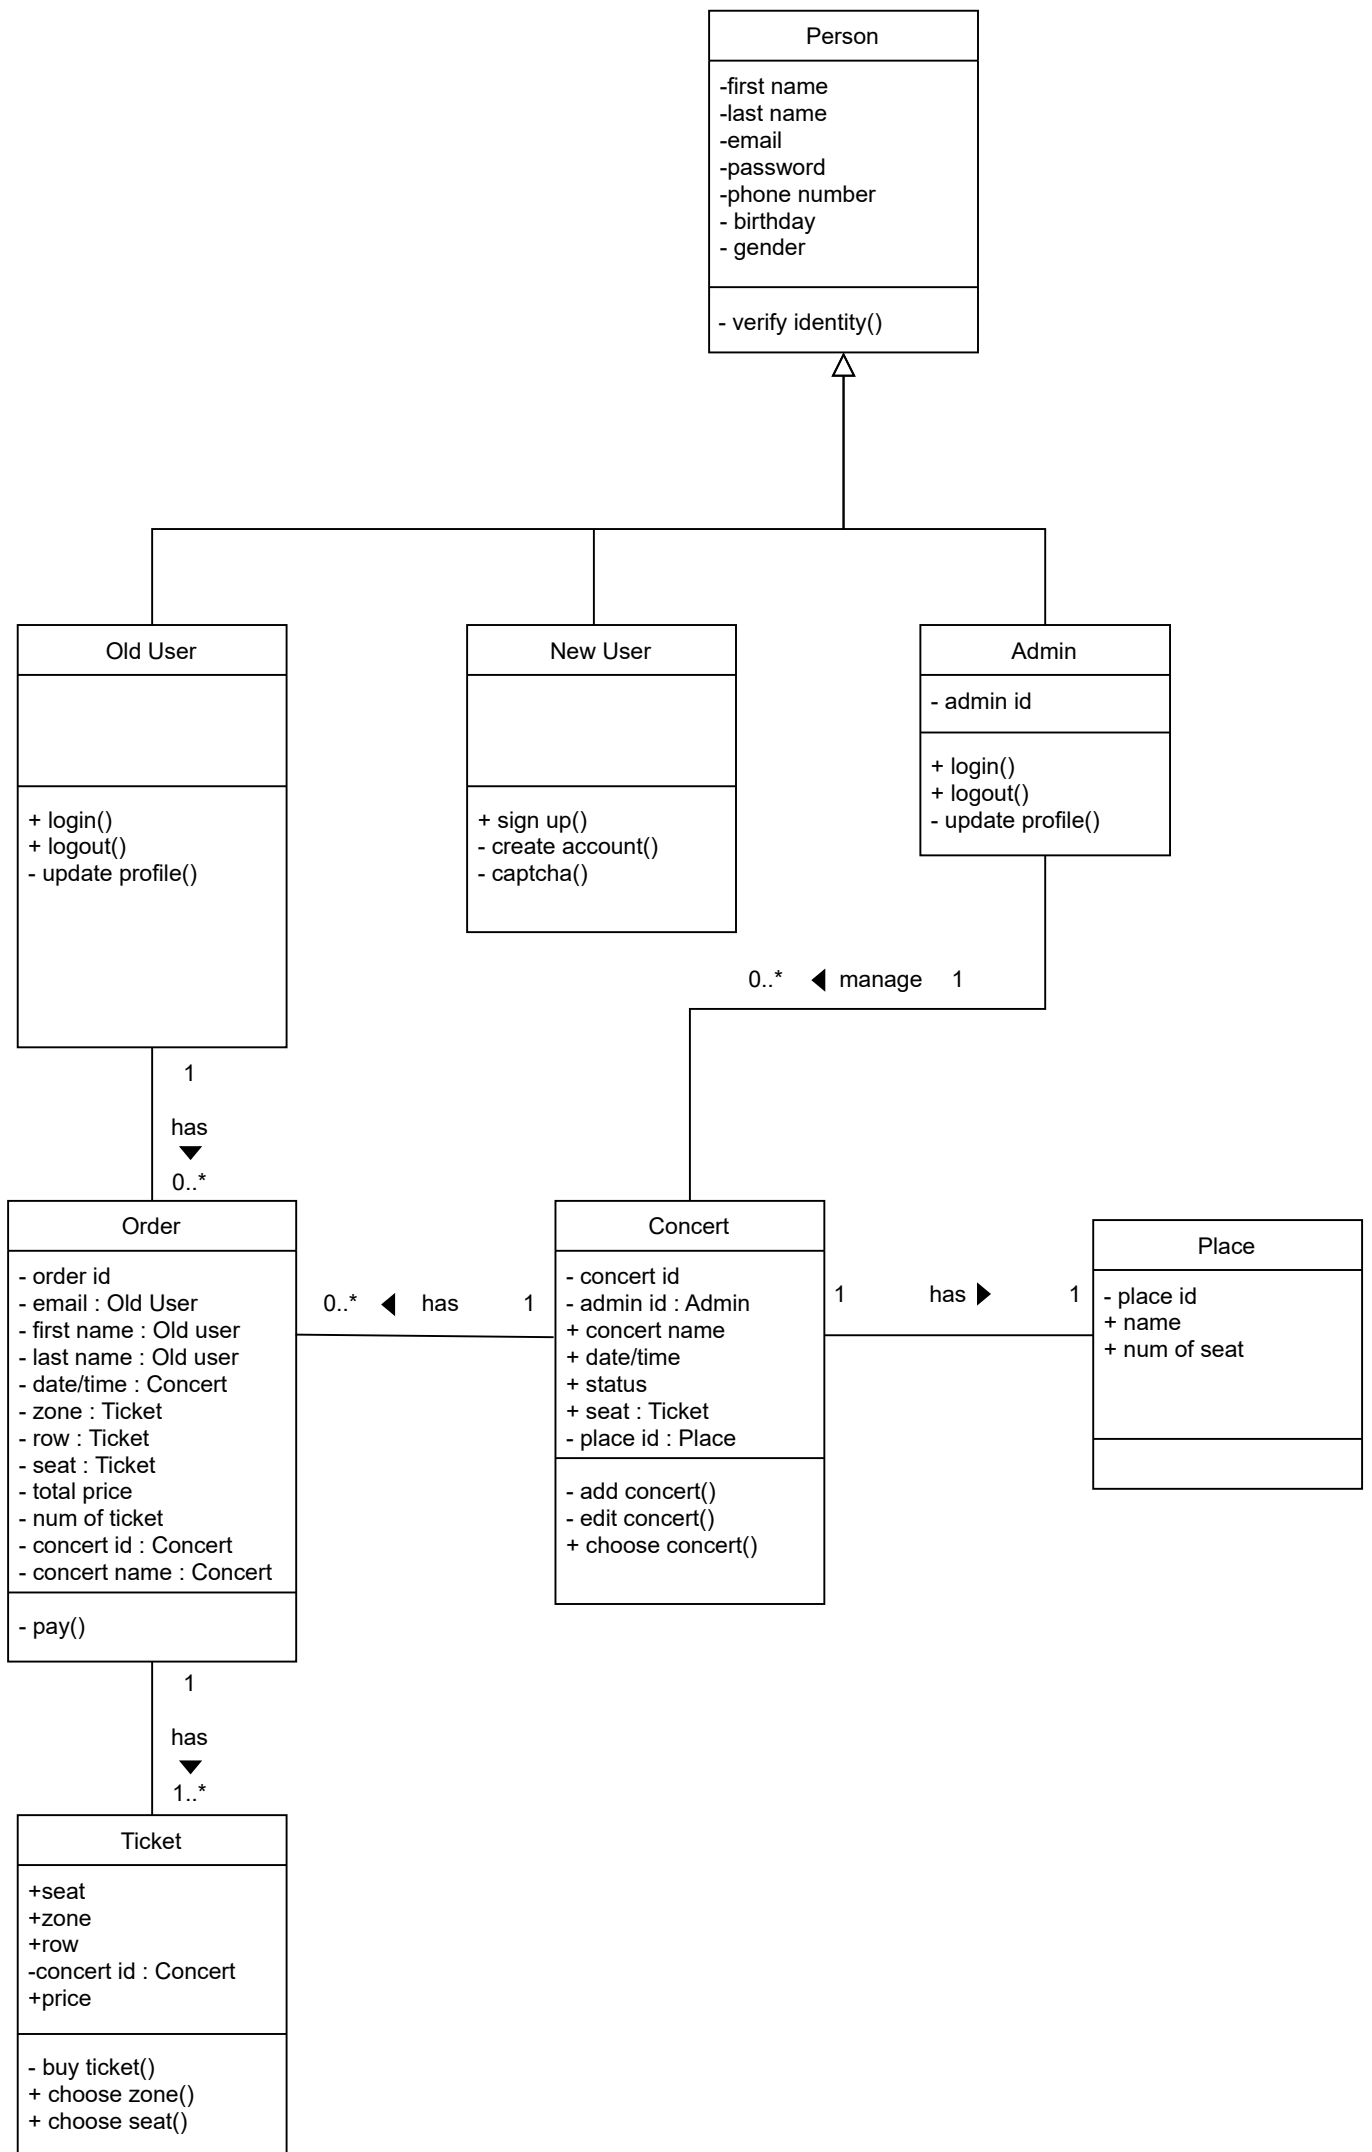 Person
-first name
-last name
-email
-password
-phone number
- birthday
- gender
- verify identity()
Old User
+ login()
+ logout()
- update profile()
New User
+ sign up()
- create account()
- captcha()
Admin
- admin id
+ login()
+ logout()
- update profile()
0..* manage 1
1
has
0..*
Order
- order id
- email : Old User
- first name : Old user
- last name : Old user
- date/time : Concert
- zone : Ticket
- row : Ticket
- seat : Ticket
- total price
- num of ticket
- concert id : Concert
- concert name : Concert
- pay()
0..* has 1
Concert
- concert id
- admin id : Admin
+ concert name
+ date/time
+ status
+ seat : Ticket
- place id : Place
- add concert()
- edit concert()
+ choose concert()
1 has 1
Place
- place id
+ name
+ num of seat
1
has
1..*
Ticket
+seat
+zone
+row
-concert id : Concert
+price
- buy ticket()
+ choose zone()
+ choose seat()